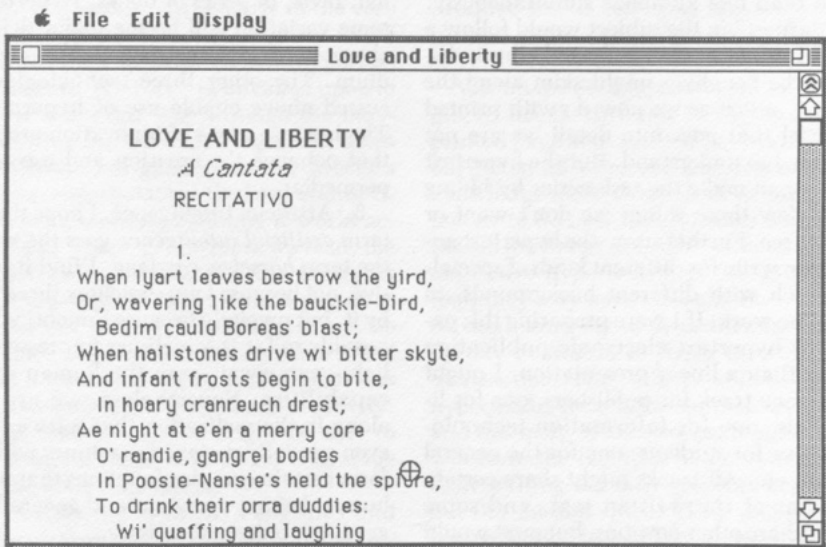 File Edit Display
Love and Liberty
LOVE AND LIBERTY
A Cantata
RECITATIVO
1.
When lyart leaves bestrow the yird,
Or, wavering like the bauckie-bird,
Bedim cauld Boreas' blast;
When hailstones drive wi' bitter skyte,
And infant frosts begin to bite,
In hoary cranreuch drest;
Ae night at e'en a merry core
O' randie, gangrel bodies
In Poosie-Nansie's held the splore,
To drink their orra duddies:
Wi' quaffing and laughing